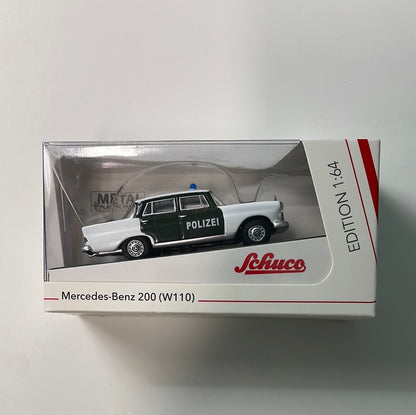 METAL
POLIZEI
EDITION 1:64
Schuco
Mercedes-Benz 200 (W110)